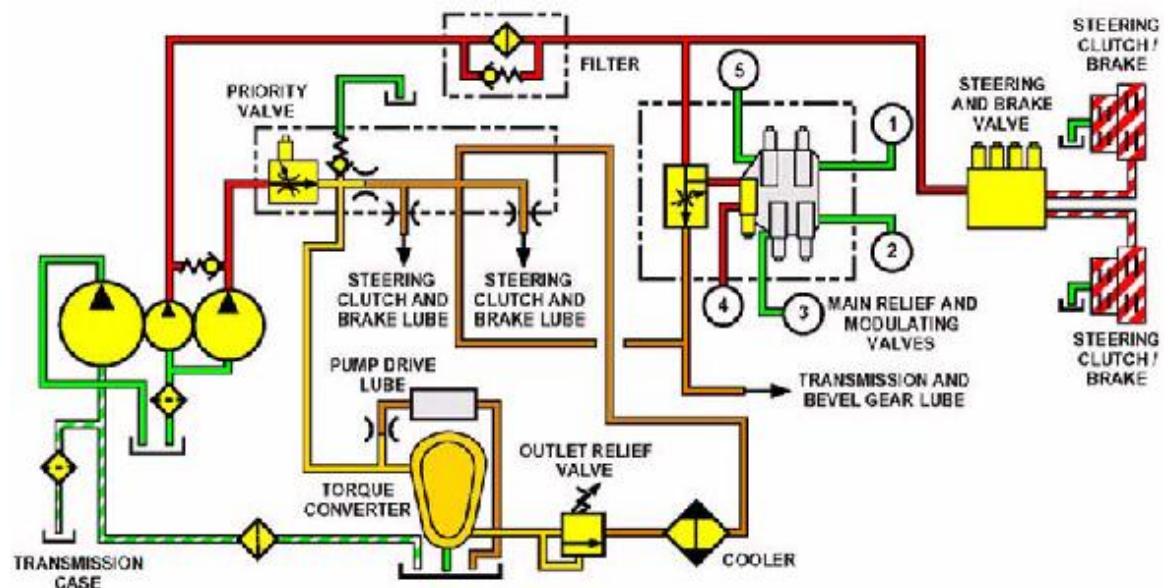 STEERING
CLUTCH /
BRAKE
FILTER
PRIORITY
VALVE
STEERING
AND BRAKE
VALVE
5
1
2
3
4
STEERING
CLUTCH AND
BRAKE LUBE
STEERING
CLUTCH AND
BRAKE LUBE
MAIN RELIEF AND
MODULATING
VALVES
STEERING
CLUTCH /
BRAKE
PUMP DRIVE
LUBE
TRANSMISSION AND
BEVEL GEAR LUBE
OUTLET RELIEF
VALVE
TORQUE
CONVERTER
COOLER
TRANSMISSION
CASE